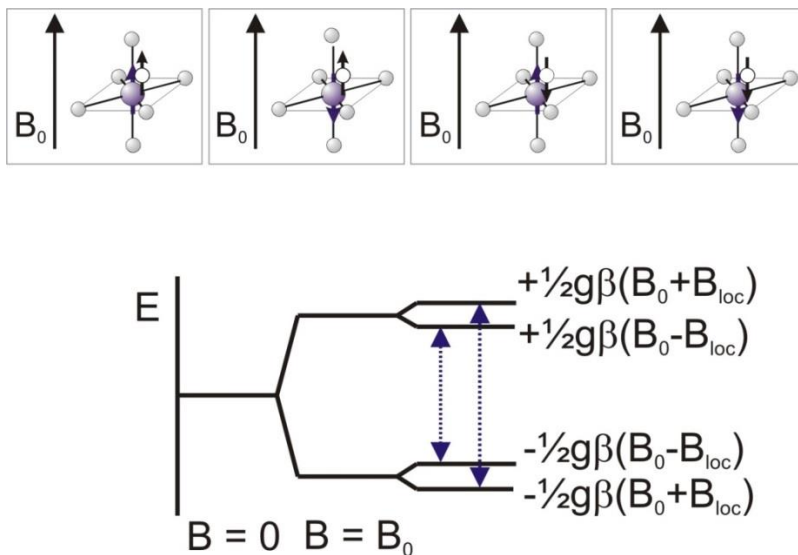 B₀ B₀ B₀ B₀
E
+½gβ(B₀+Bloc)
+½gβ(B₀-Bloc)
-½gβ(B₀-Bloc)
-½gβ(B₀+Bloc)
B = 0 B = B₀